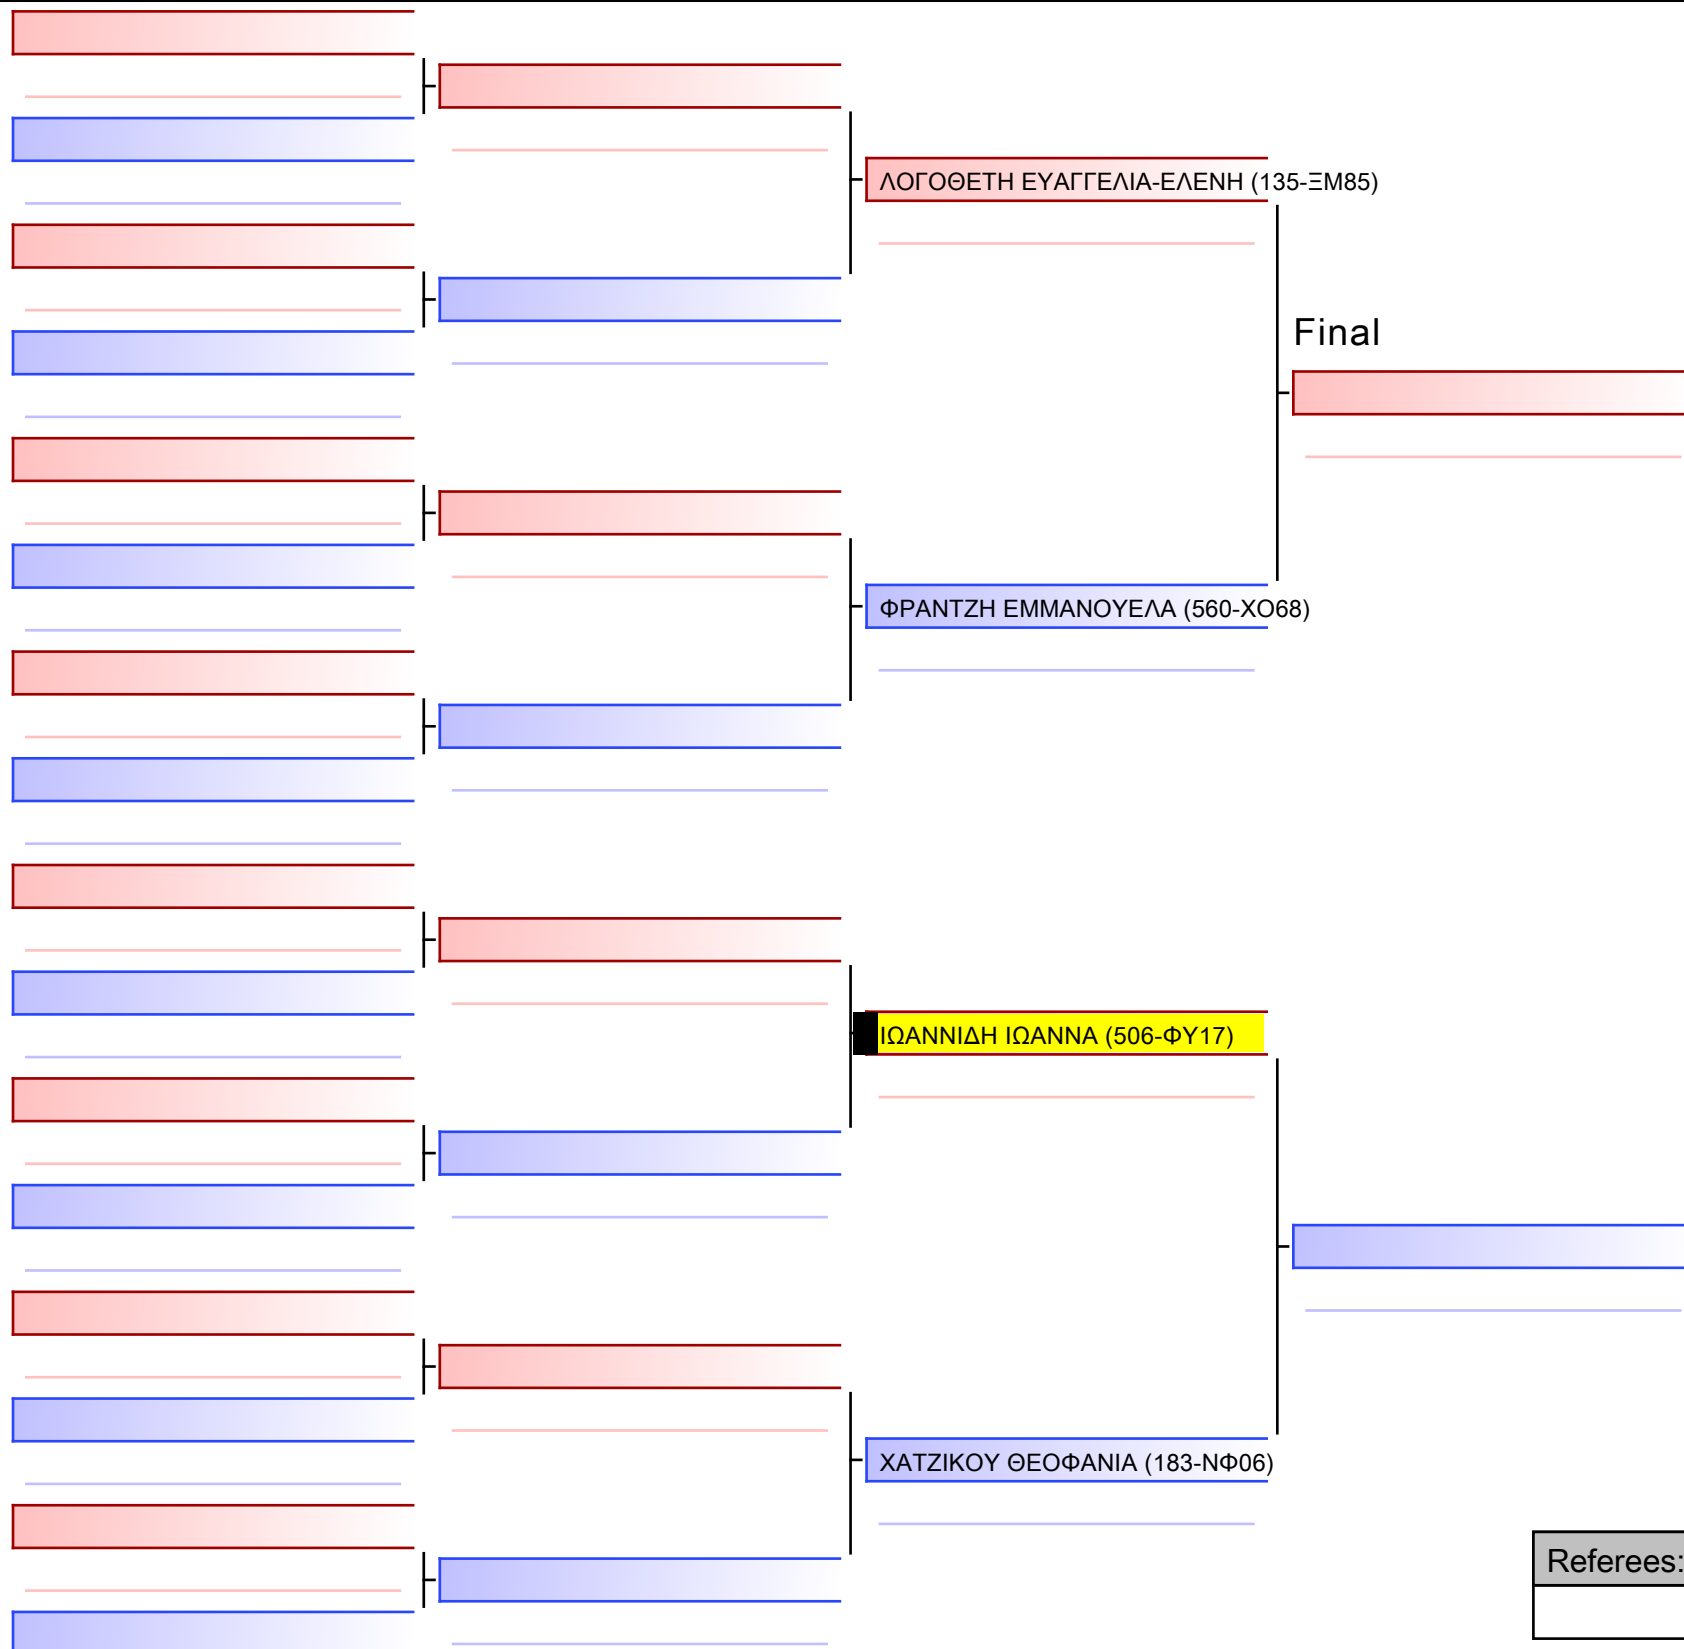 ΛΟΓΟΘΕΤΗ ΕΥΑΓΓΕΛΙΑ-ΕΛΕΝΗ (135-ΞΜ85)
Final
ΦΡΑΝΤΖΗ ΕΜΜΑΝΟΥΕΛΑ (560-ΧΟ68)
ΙΩΑΝΝΙΔΗ ΙΩΑΝΝΑ (506-ΦΥ17)
ΧΑΤΖΙΚΟΥ ΘΕΟΦΑΝΙΑ (183-ΝΦ06)
Referees: